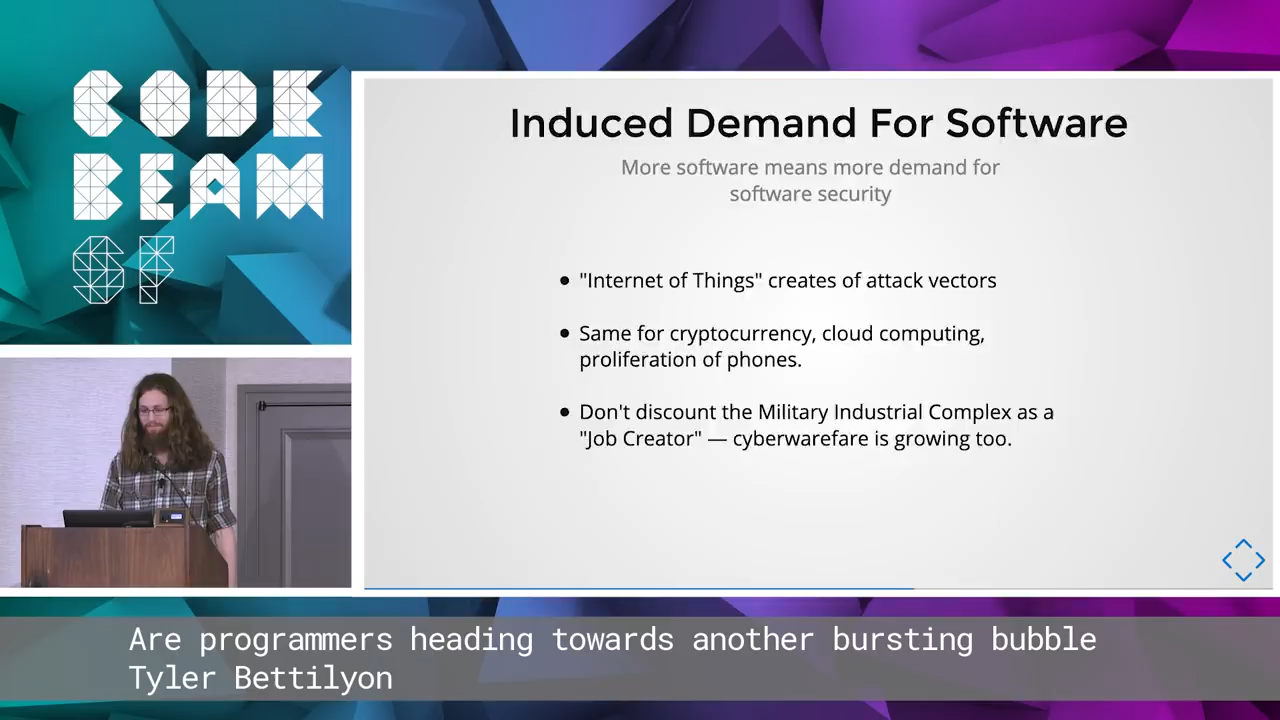 CODE
BEAM
SF
Induced Demand For Software
More software means more demand for
software security
"Internet of Things" creates of attack vectors
Same for cryptocurrency, cloud computing,
proliferation of phones.
Don't discount the Military Industrial Complex as a
"Job Creator" — cyberwarefare is growing too.
Are programmers heading towards another bursting bubble
Tyler Bettilyon